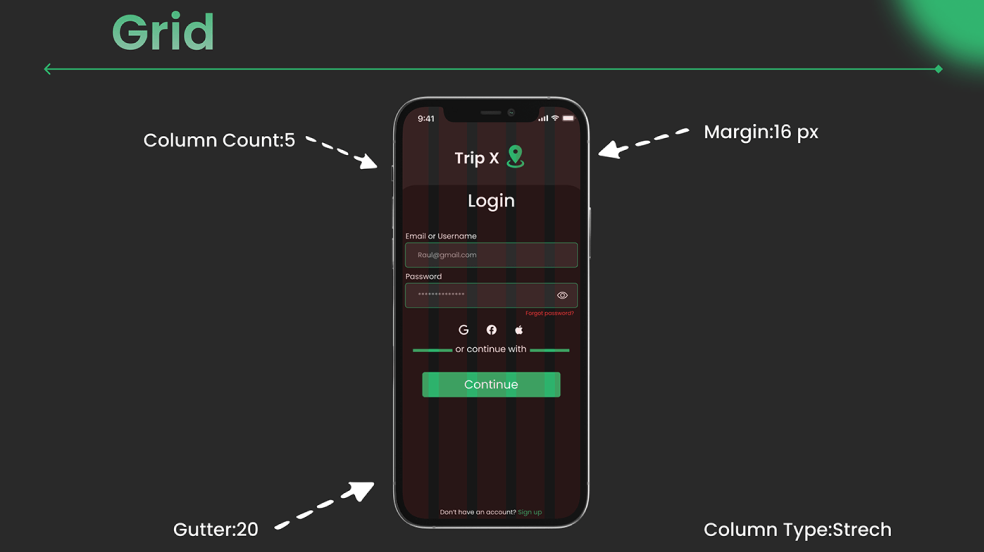 Grid
Column Count:5
Margin:16 px
9:41
Trip X
Login
Email or Username
Raul@gmail.com
Password
**************
Forgot password?
or continue with
Continue
Don't have an account? Sign up
Gutter:20
Column Type:Strech